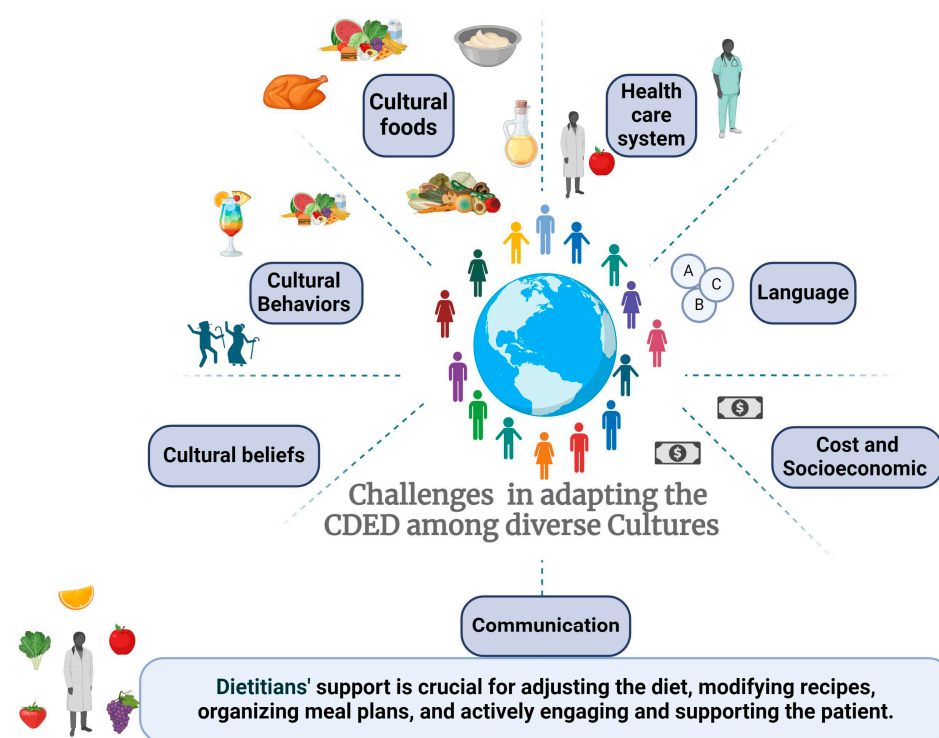 Cultural
foods
Health
care
system
Cultural
Behaviors
A
C
B
Language
Cultural beliefs
Cost and
Socioeconomic
Challenges in adapting the
CDED among diverse Cultures
Communication
Dietitians' support is crucial for adjusting the diet, modifying recipes,
organizing meal plans, and actively engaging and supporting the patient.